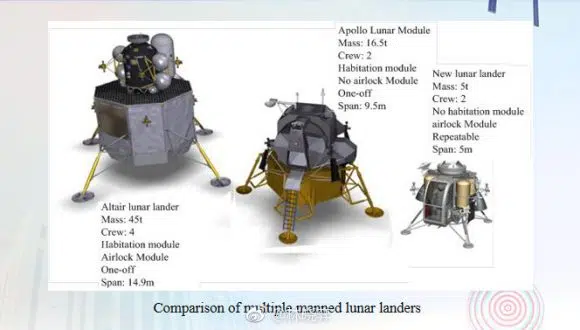 Apollo Lunar Module
Mass: 16.5t
Crew: 2
Habitation module
No airlock Module
One-off
Span: 9.5m
New lunar lander
Mass: 5t
Crew: 2
No habitation module
airlock Module
Repeatable
Span: 5m
Altair lunar lander
Mass: 45t
Crew: 4
Habitation module
Airlock Module
One-off
Span: 14.9m
Comparison of multiple manned lunar landers